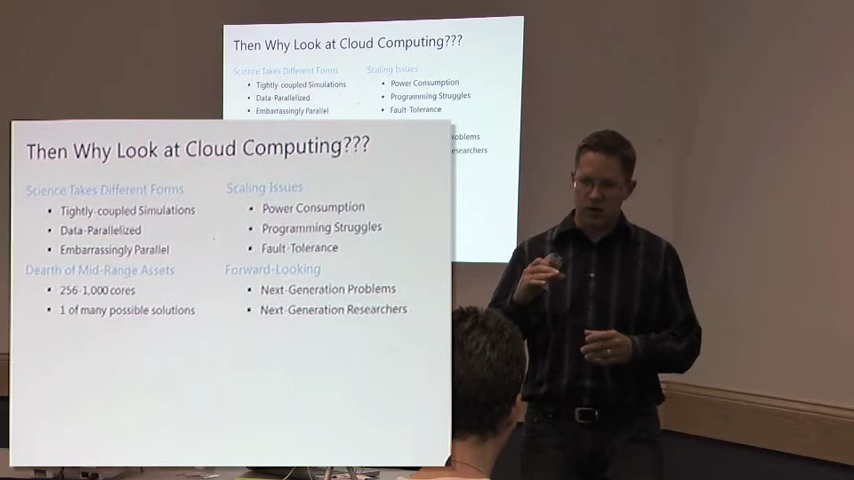 Then Why Look at Cloud Computing???
Science Takes Different Forms
Tightly-coupled Simulations
Data-Parallelized
Embarrassingly Parallel
Scaling Issues
Power Consumption
Programming Struggles
Fault-Tolerance
roblems
esearchers
Then Why Look at Cloud Computing???
Science Takes Different Forms
Tightly-coupled Simulations
Data-Parallelized
Embarrassingly Parallel
Dearth of Mid-Range Assets
256-1,000 cores
1 of many possible solutions
Scaling Issues
Power Consumption
Programming Struggles
Fault-Tolerance
Forward-Looking
Next-Generation Problems
Next-Generation Researchers